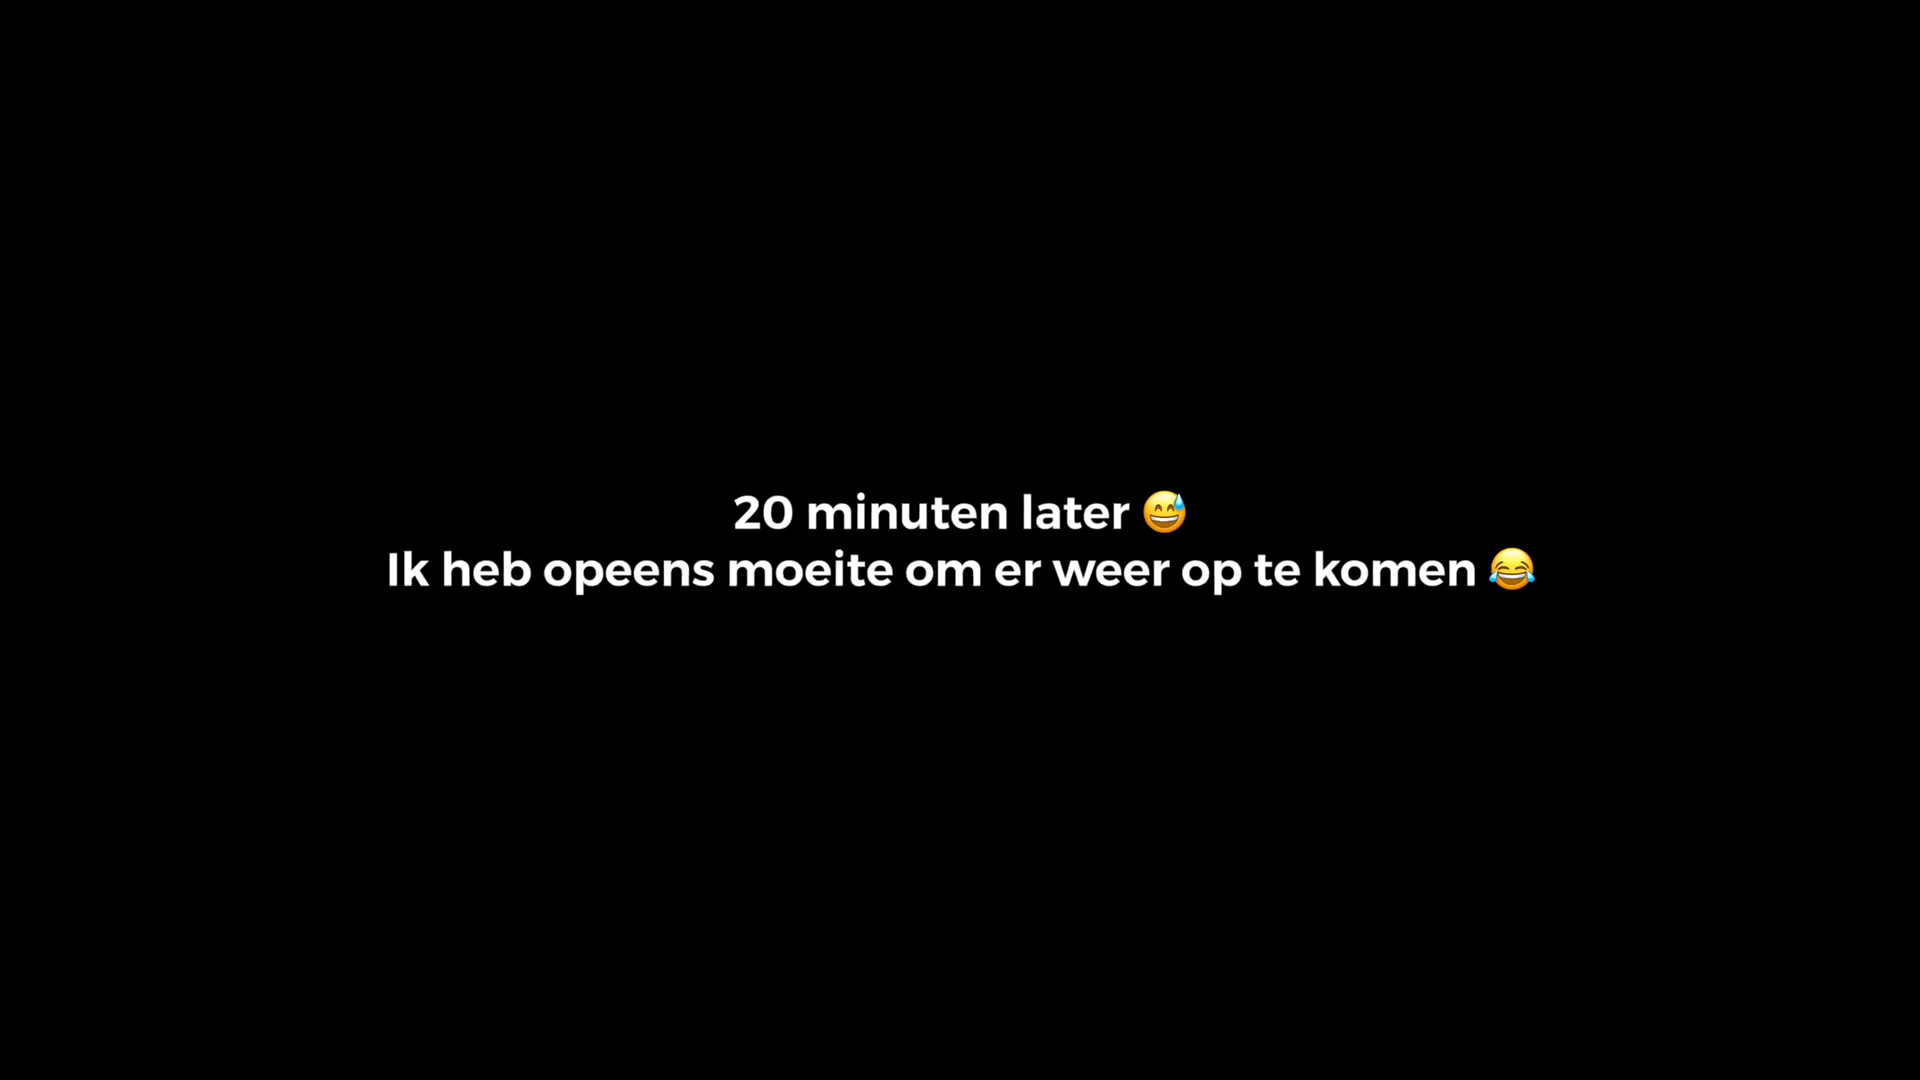 20 minuten later 😅
Ik heb opeens moeite om er weer op te komen 😂